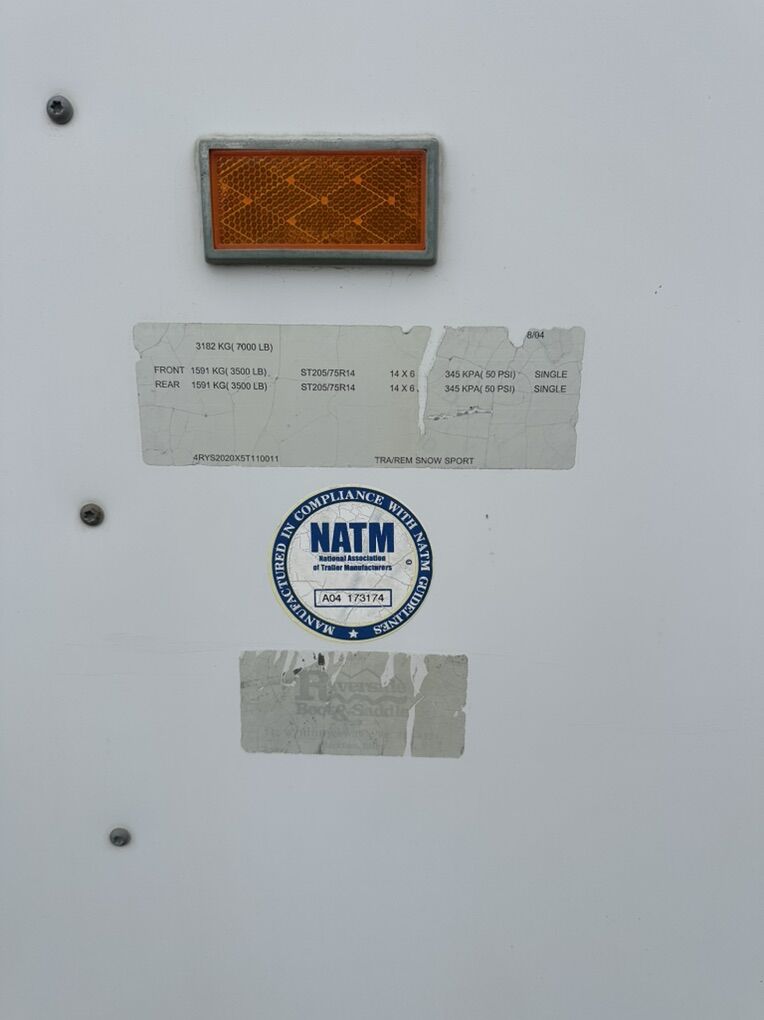 8/04
3182 KG( 7000 LB)
FRONT 1591 KG( 3500 LB) ST205/75R14 14 X 6 345 KPA( 50 PSI) SINGLE
REAR 1591 KG( 3500 LB) ST205/75R14 14 X 6 345 KPA( 50 PSI) SINGLE
4RYS2020X5T110011 TRA/REM SNOW SPORT
MANUFACTURED IN COMPLIANCE WITH NATM GUIDELINES
NATM
National Association
of Trailer Manufacturers
A04 173174
Riverside
Boot & Saddle